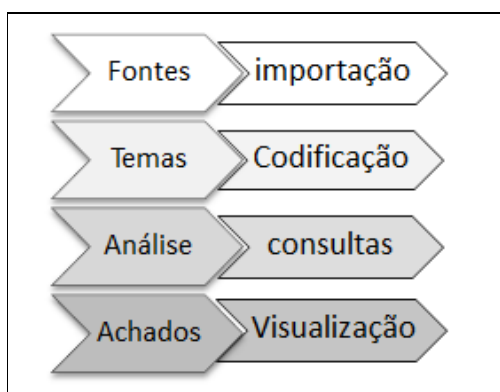 Fontes importação
Temas Codificação
Análise consultas
Achados Visualização